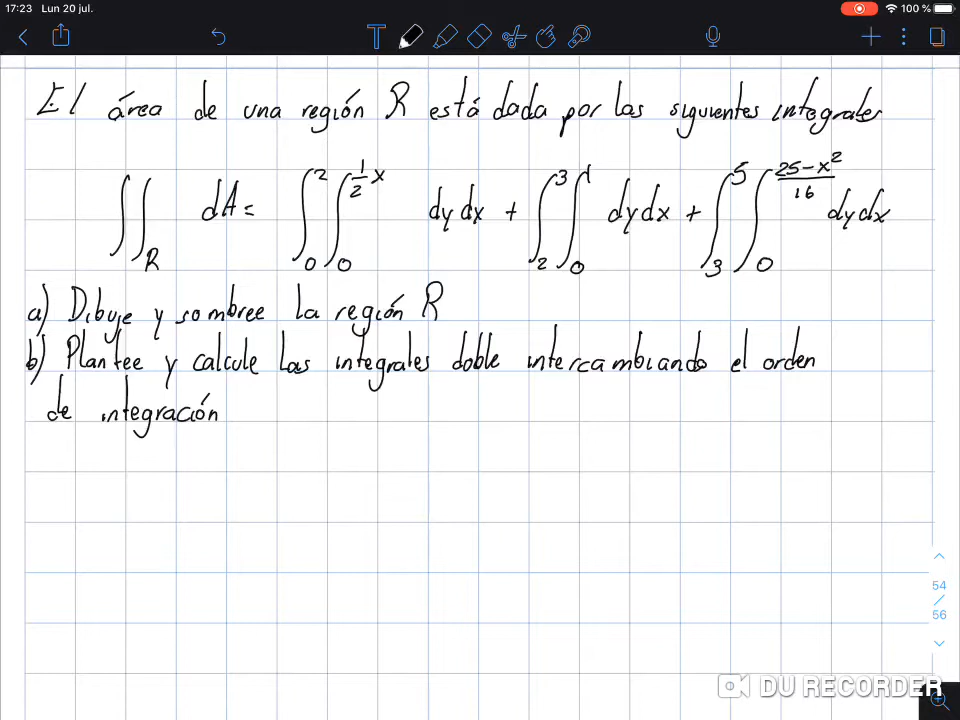 17:23 Lun 20 jul. 100 %
El área de una región R está dada por las siguientes integrales
∬_R dA = ∫_0^2 ∫_0^{1/2 x} dy dx + ∫_2^3 ∫_0^1 dy dx + ∫_3^5 ∫_0^{(25-x^2)/16} dy dx
a) Dibuje y sombree la región R
b) Plantee y calcule las integrales doble intercambiando el orden
de integración
54
/
56
DU RECORDER